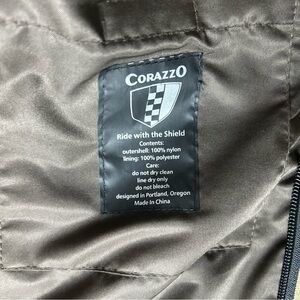 CORAZZO
Ride with the Shield
Contents:
outershell: 100% nylon
lining: 100% polyester
Care:
do not dry clean
line dry only
do not bleach
designed in Portland, Oregon
Made In China